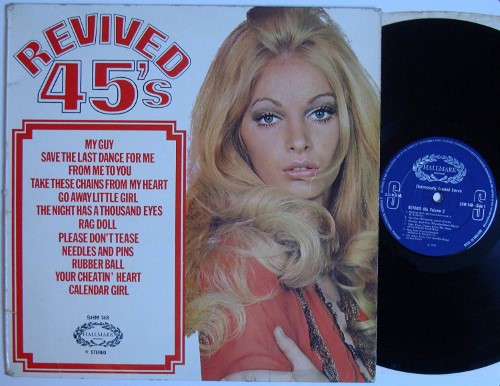 REVIVED
45's
MY GUY
SAVE THE LAST DANCE FOR ME
FROM ME TO YOU
TAKE THESE CHAINS FROM MY HEART
GO AWAY LITTLE GIRL
THE NIGHT HAS A THOUSAND EYES
RAG DOLL
PLEASE DON'T TEASE
NEEDLES AND PINS
RUBBER BALL
YOUR CHEATIN' HEART
CALENDAR GIRL
HALLMARK
STEREO
HALLMARK
S
S